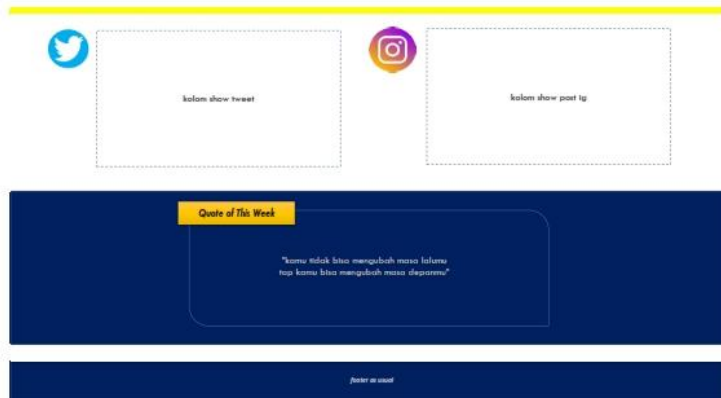 kolom show tweet
kolom show post ig
Quote of This Week
"kamu tidak bisa mengubah masa lalumu
tap kamu bisa mengubah masa depanmu"
footer as usual